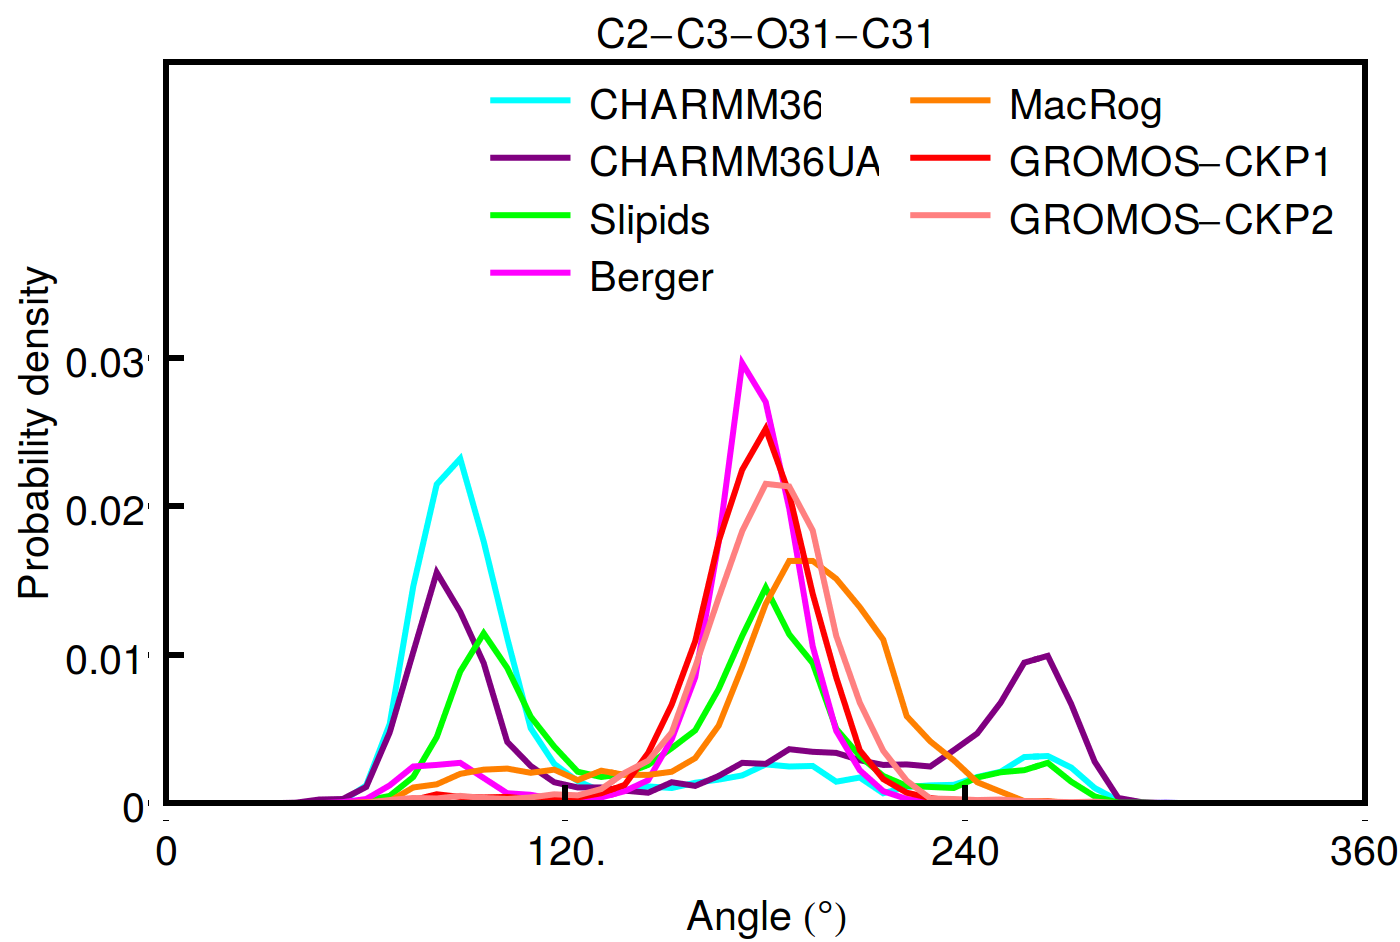 C2−C3−O31−C31
CHARMM36
MacRog
CHARMM36UA
GROMOS−CKP1
Slipids
GROMOS−CKP2
Berger
Probability density
0.03
0.02
0.01
0
0
120.
240
360
Angle (°)